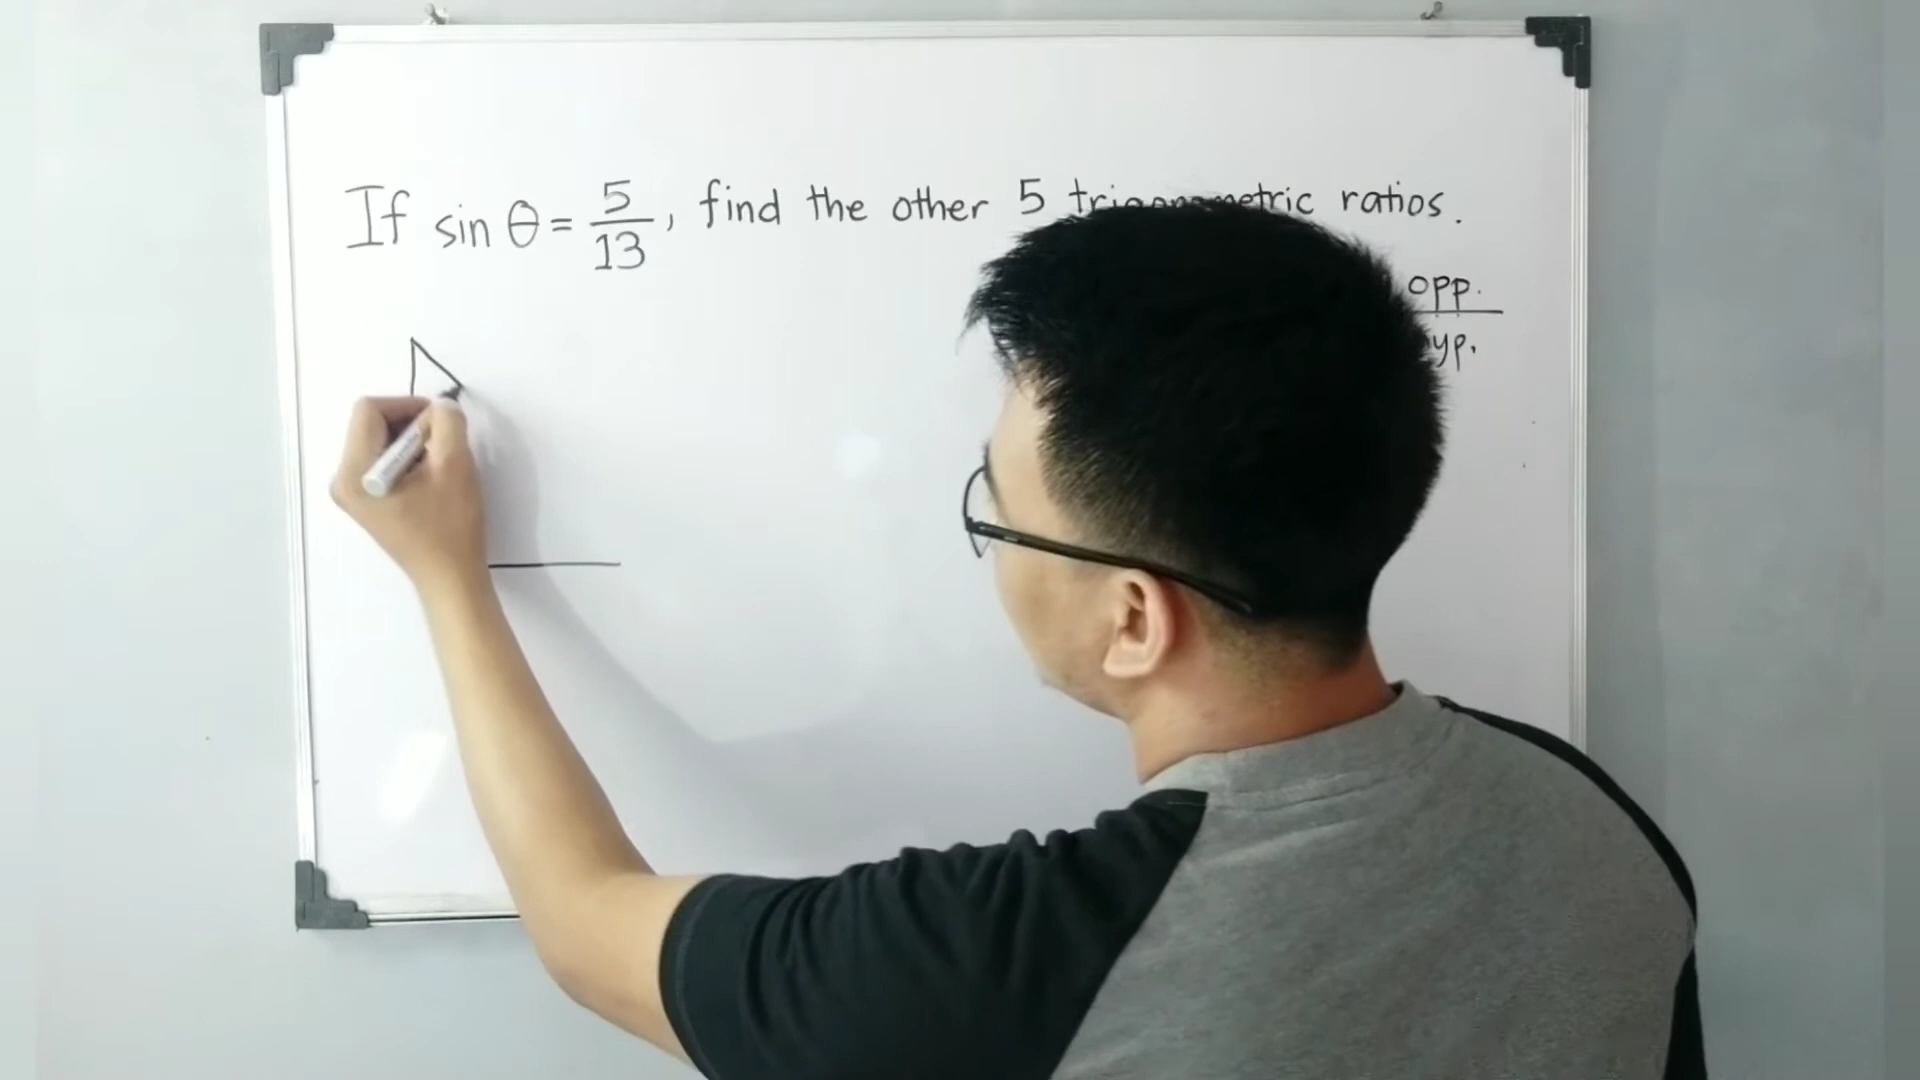 If sin θ = 5/13, find the other 5 trigonometric ratios.
opp.
hyp.